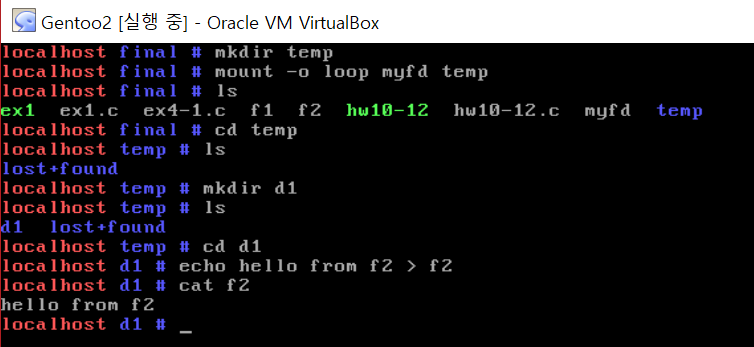 Gentoo2 [실행 중] - Oracle VM VirtualBox
localhost final # mkdir temp
localhost final # mount -o loop myfd temp
localhost final # ls
ex1  ex1.c  ex4-1.c  f1  f2  hw10-12  hw10-12.c  myfd  temp
localhost final # cd temp
localhost temp # ls
lost+found
localhost temp # mkdir d1
localhost temp # ls
d1  lost+found
localhost temp # cd d1
localhost d1 # echo hello from f2 > f2
localhost d1 # cat f2
hello from f2
localhost d1 # _